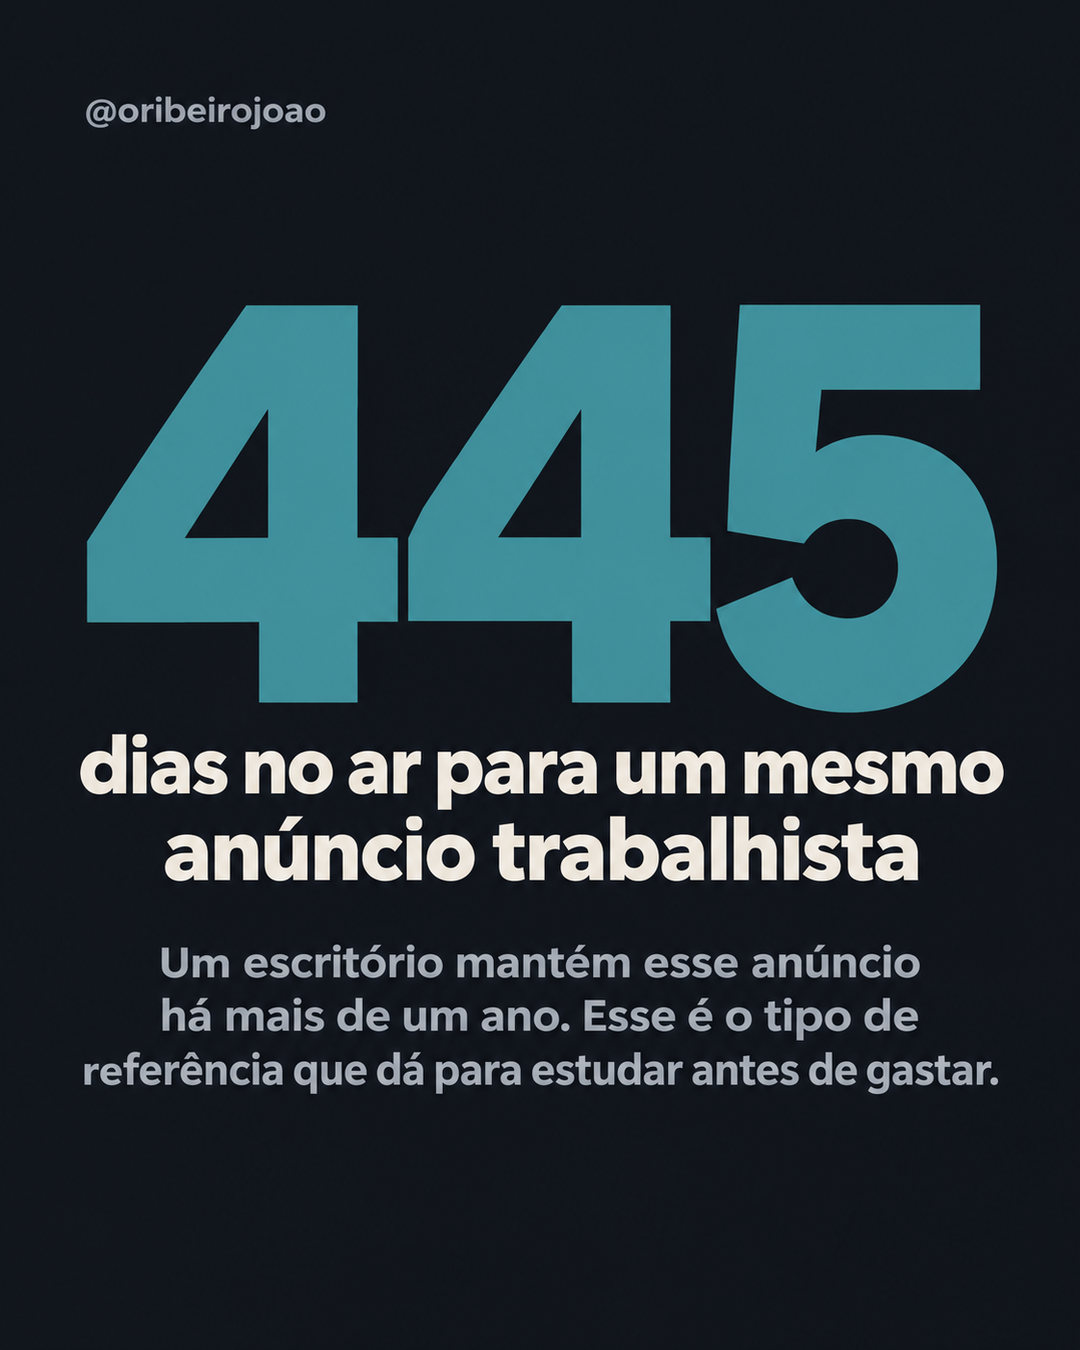 @oribeirojoao
445
dias no ar para um mesmo
anúncio trabalhista
Um escritório mantém esse anúncio
há mais de um ano. Esse é o tipo de
referência que dá para estudar antes de gastar.